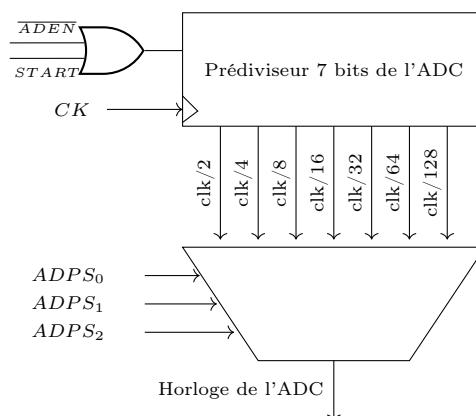 ADEN
START
Prédiviseur 7 bits de l'ADC
CK
clk/2
clk/4
clk/8
clk/16
clk/32
clk/64
clk/128
ADPS₀
ADPS₁
ADPS₂
Horloge de l'ADC